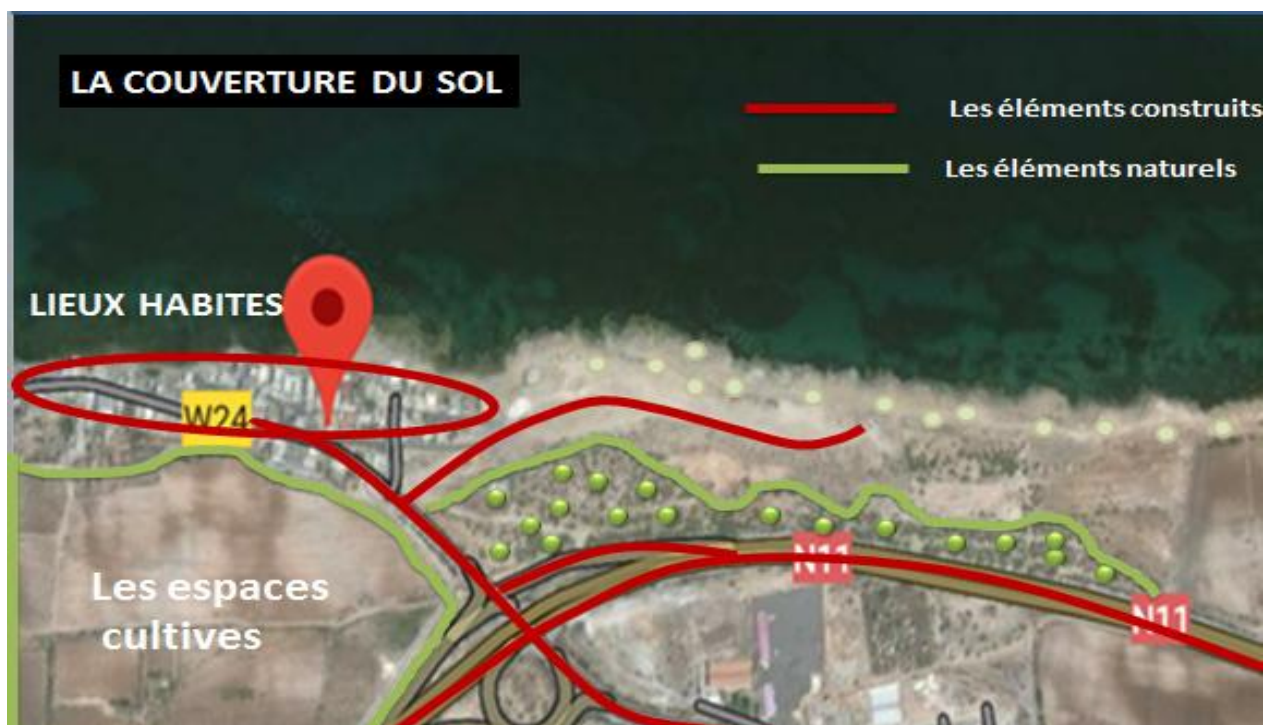 LA COUVERTURE DU SOL
Les éléments construits
Les éléments naturels
LIEUX HABITES
W24
N11
N11
Les espaces
cultives